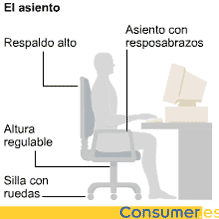 El asiento
Respaldo alto
Asiento con
resposabrazos
Altura
regulable
Silla con
ruedas
Consumer.es